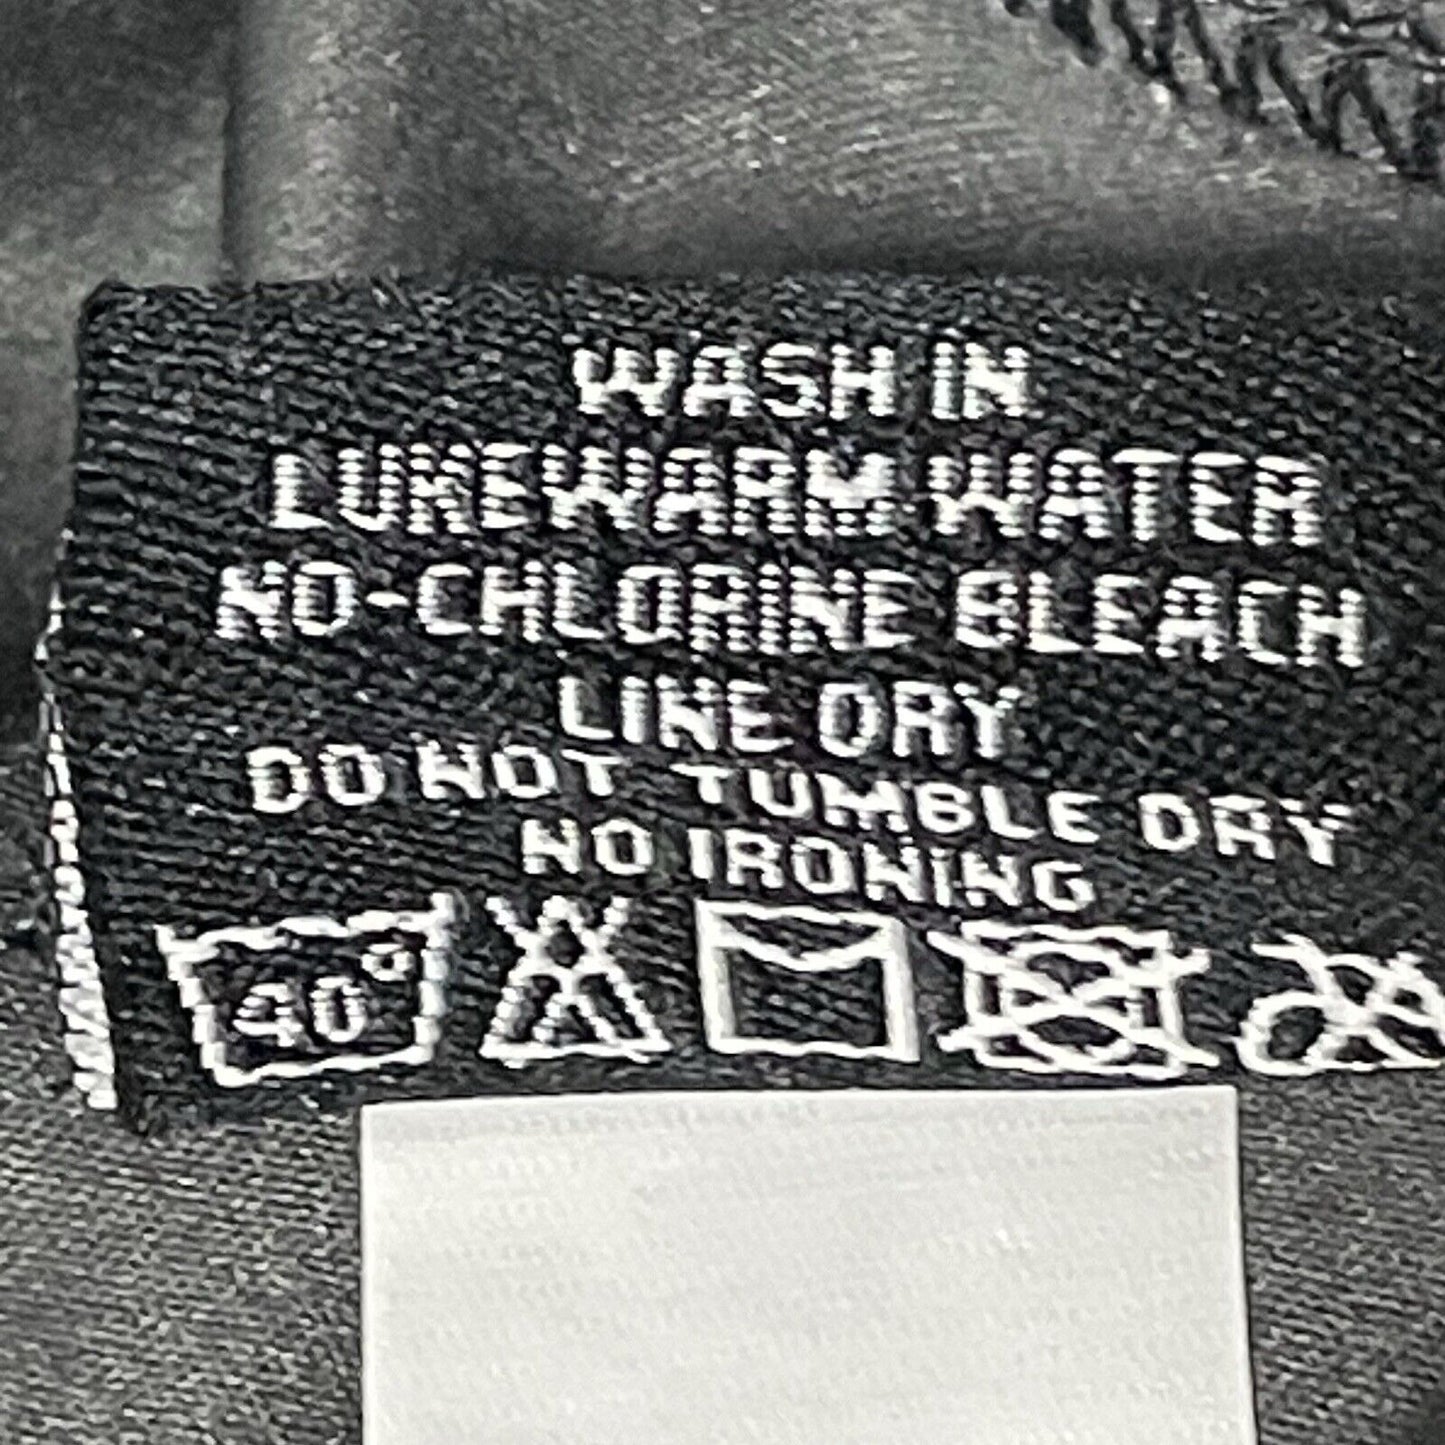 WASH IN
LUKEWARM WATER
NO-CHLORINE BLEACH
LINE DRY
DO NOT TUMBLE DRY
NO IRONING
40°